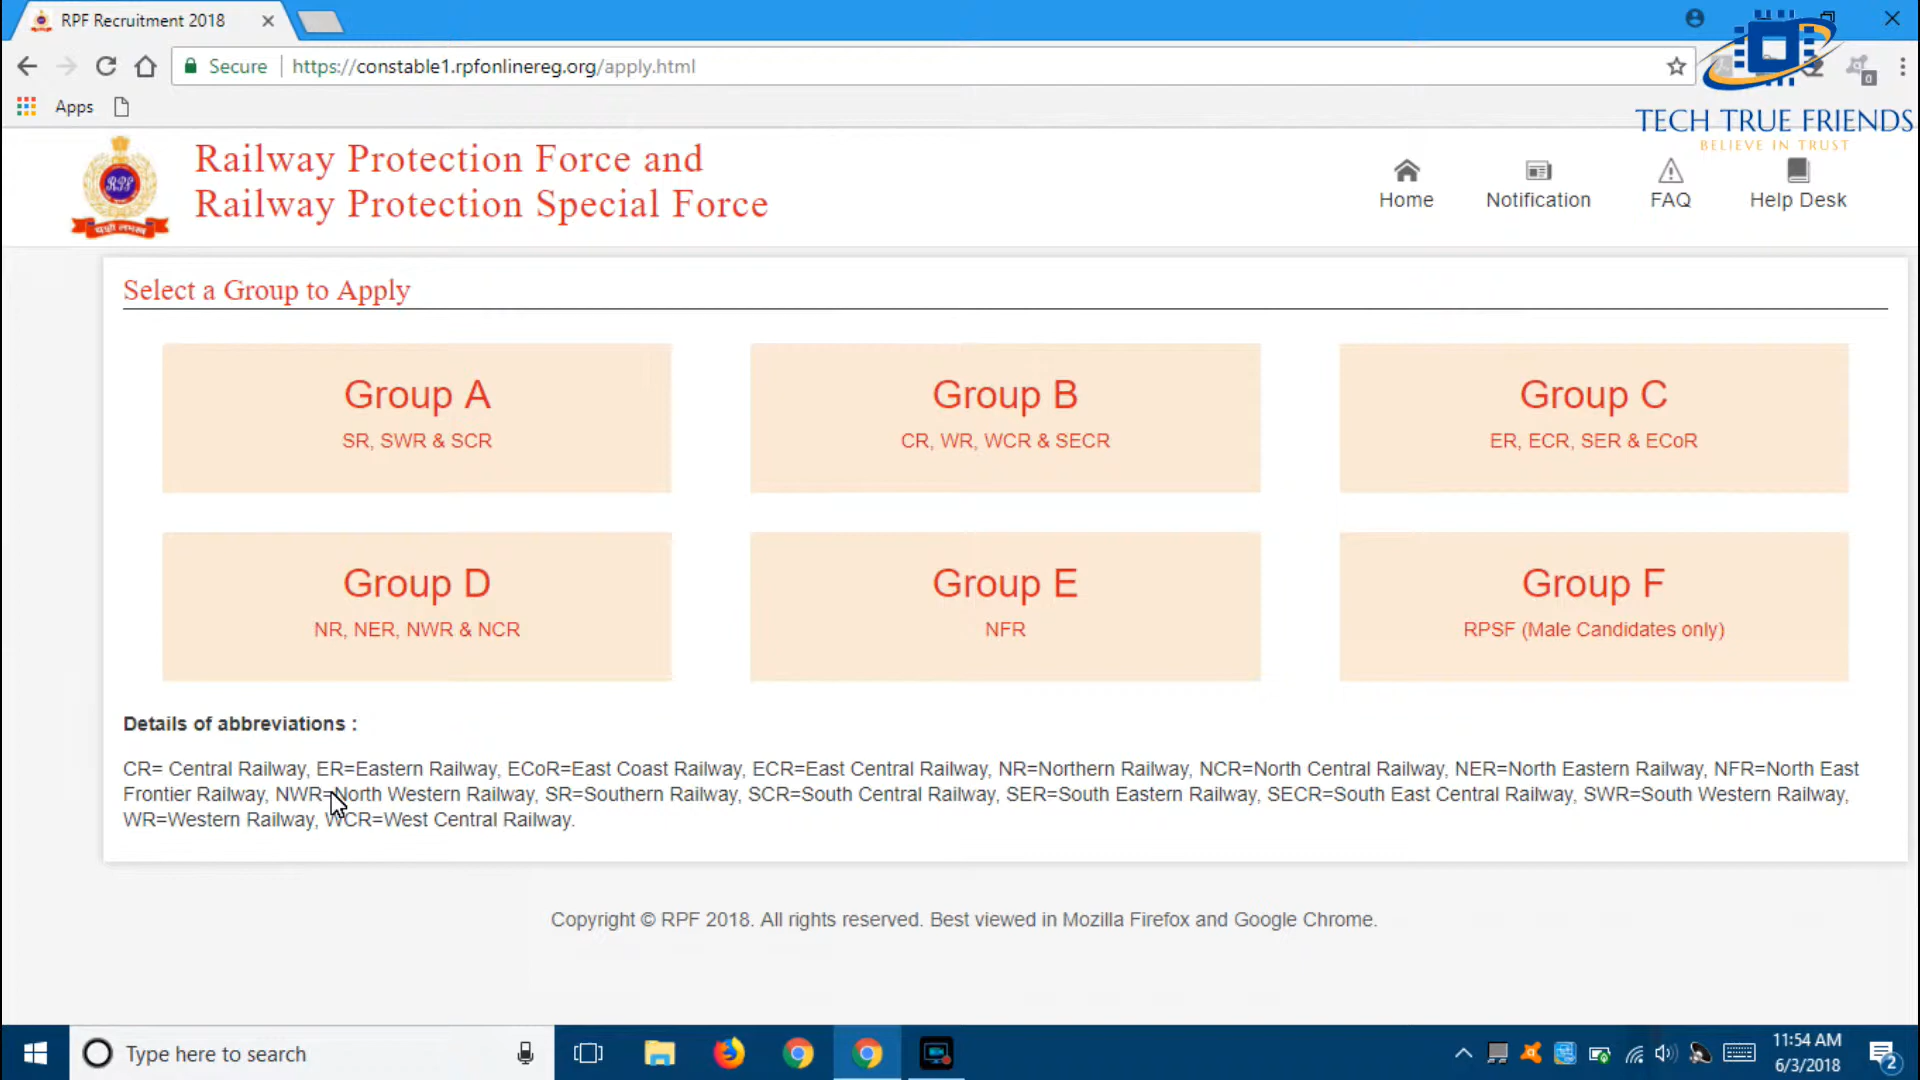 RPF Recruitment 2018
Secure https://constable1.rpfonlinereg.org/apply.html
Apps
TECH TRUE FRIENDS
BELIEVE IN TRUST
Railway Protection Force and
Railway Protection Special Force
Home Notification FAQ Help Desk
Select a Group to Apply
Group A
SR, SWR & SCR
Group B
CR, WR, WCR & SECR
Group C
ER, ECR, SER & ECoR
Group D
NR, NER, NWR & NCR
Group E
NFR
Group F
RPSF (Male Candidates only)
Details of abbreviations :
CR= Central Railway, ER=Eastern Railway, ECoR=East Coast Railway, ECR=East Central Railway, NR=Northern Railway, NCR=North Central Railway, NER=North Eastern Railway, NFR=North East
Frontier Railway, NWR=North Western Railway, SR=Southern Railway, SCR=South Central Railway, SER=South Eastern Railway, SECR=South East Central Railway, SWR=South Western Railway,
WR=Western Railway, WCR=West Central Railway.
Copyright © RPF 2018. All rights reserved. Best viewed in Mozilla Firefox and Google Chrome.
Type here to search
11:54 AM
6/3/2018
2